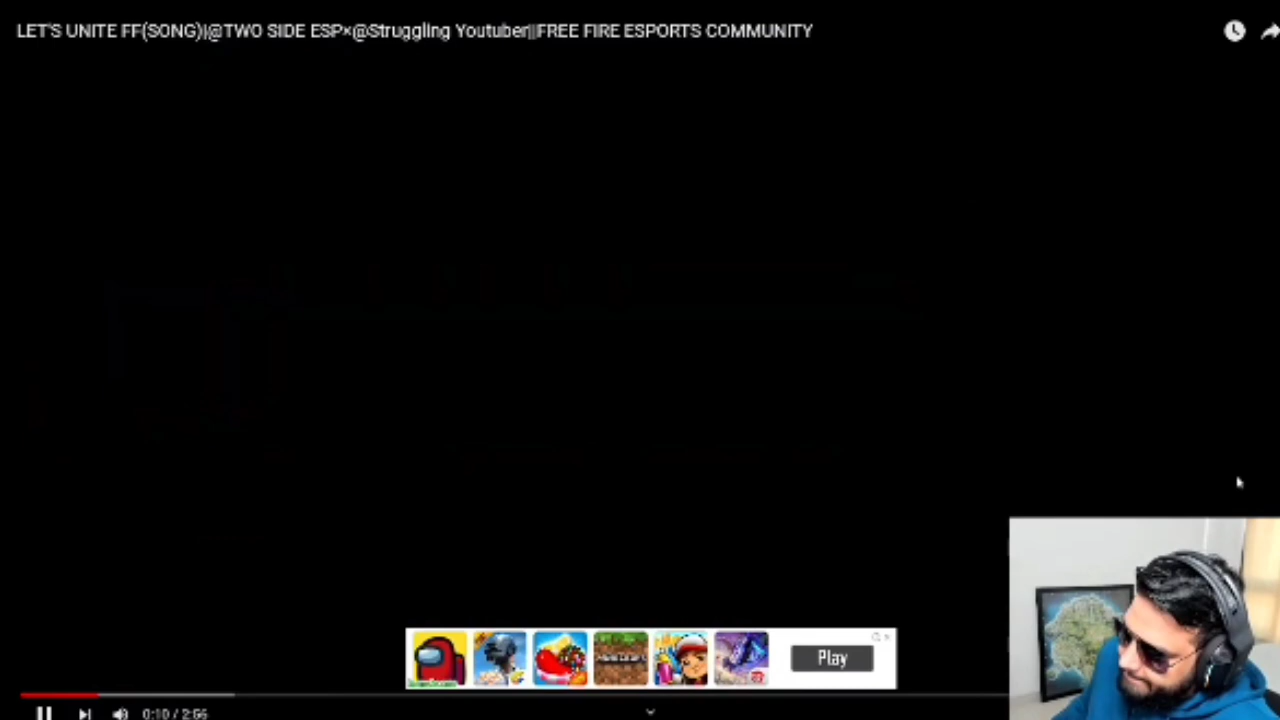 LET'S UNITE FF(SONG)|@TWO SIDE ESP×@Struggling Youtuber||FREE FIRE ESPORTS COMMUNITY
Play
0:10 / 2:56